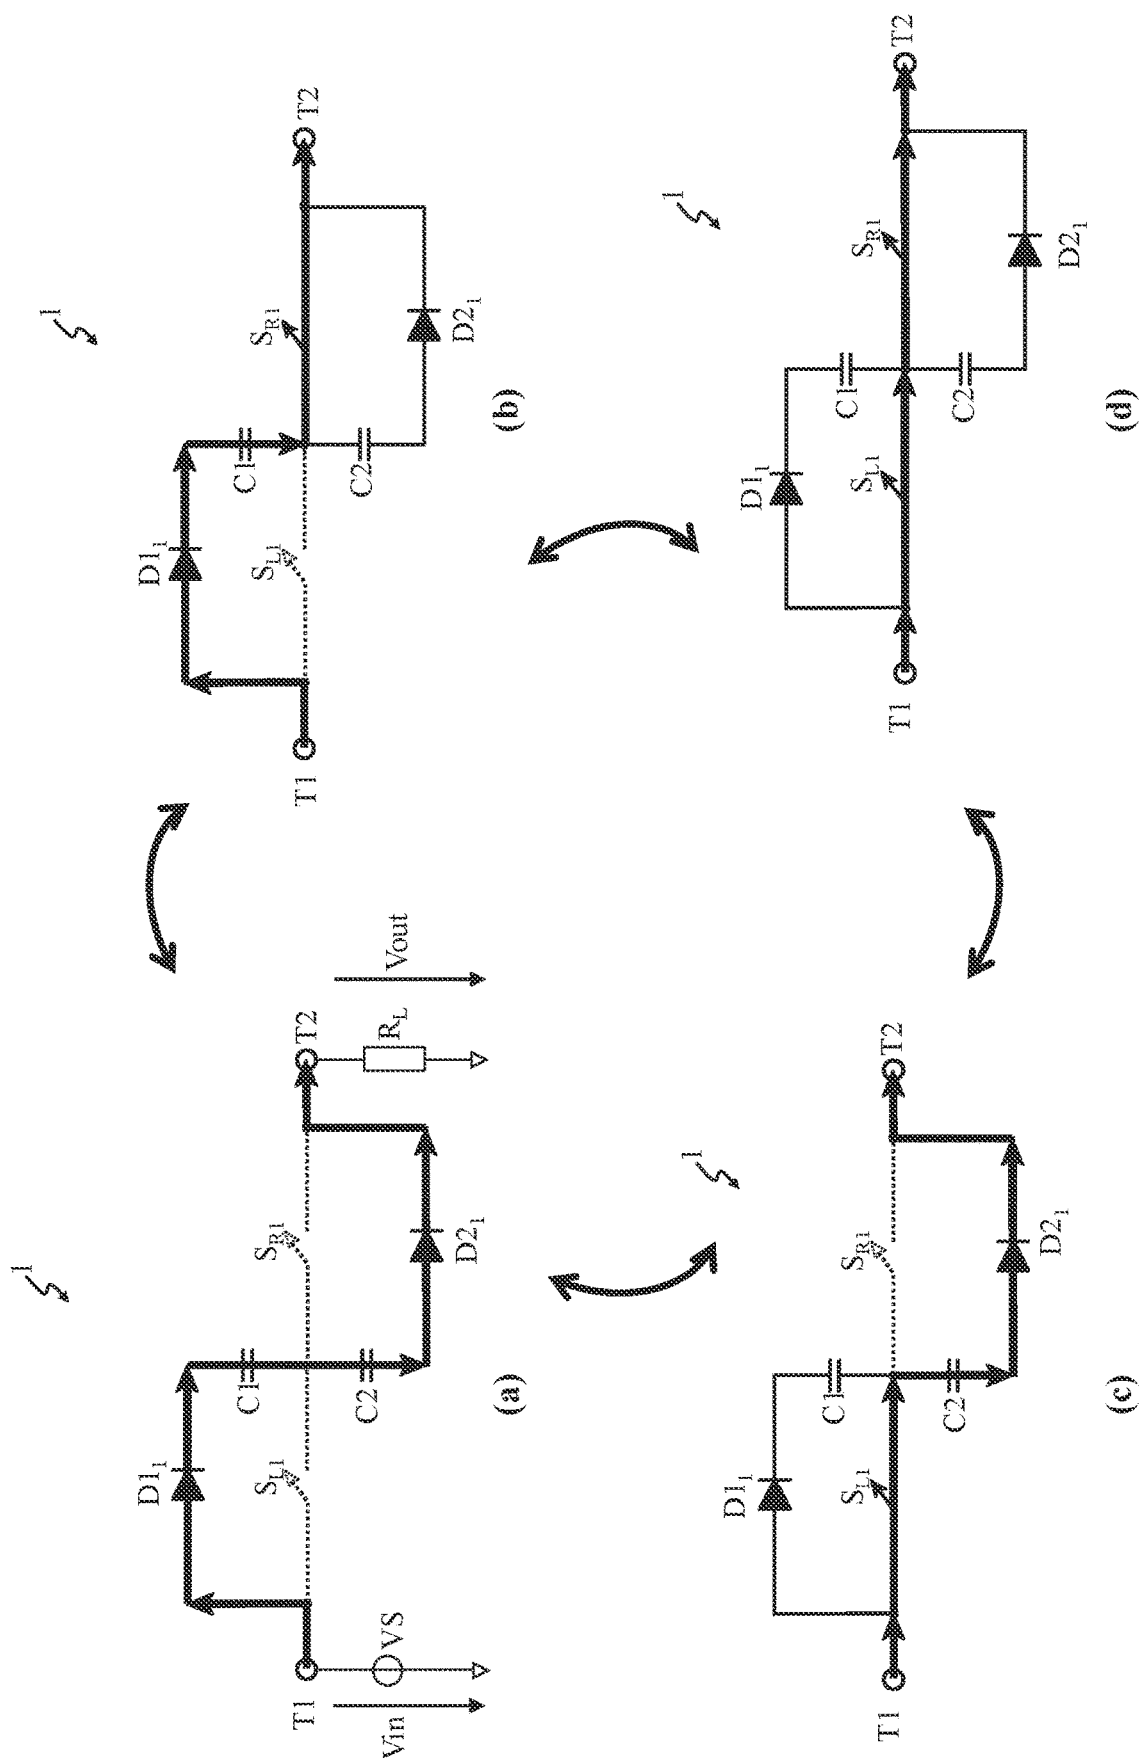 1
D1₁
C1
S_L1
S_R1
T1
T2
C2
D2₁
VS
Vin
R_L
Vout
(a)
1
D1₁
C1
S_L1
S_R1
T1
T2
C2
D2₁
(b)
1
D1₁
C1
S_L1
S_R1
T1
T2
C2
D2₁
(c)
1
D1₁
C1
S_L1
S_R1
T1
T2
C2
D2₁
(d)